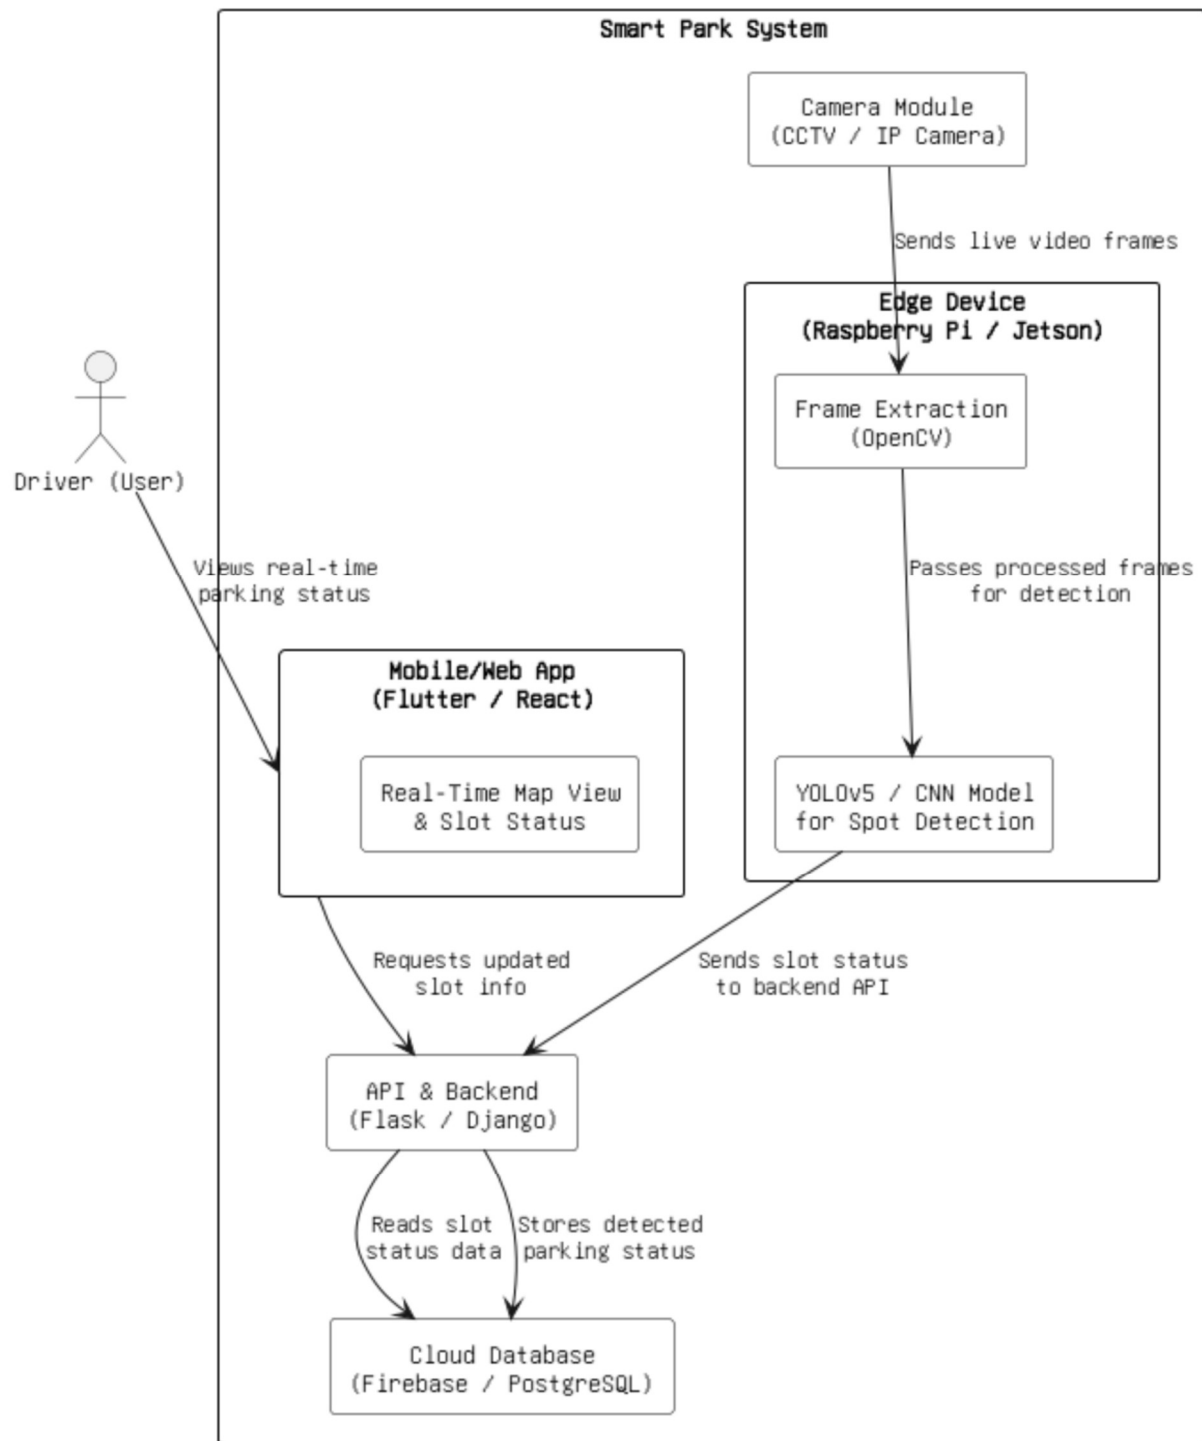 Smart Park System
Camera Module
(CCTV / IP Camera)
Sends live video frames
Edge Device
(Raspberry Pi / Jetson)
Frame Extraction
(OpenCV)
Driver (User)
Views real-time
parking status
Passes processed frames
for detection
Mobile/Web App
(Flutter / React)
Real-Time Map View
& Slot Status
YOLOv5 / CNN Model
for Spot Detection
Requests updated
slot info
Sends slot status
to backend API
API & Backend
(Flask / Django)
Reads slot
status data
Stores detected
parking status
Cloud Database
(Firebase / PostgreSQL)